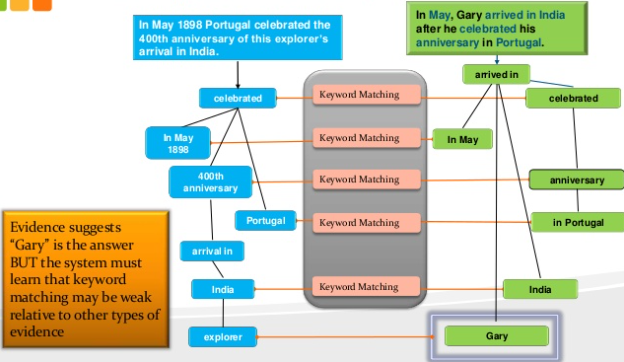 In May 1898 Portugal celebrated the
400th anniversary of this explorer's
arrival in India.
In May, Gary arrived in India
after he celebrated his
anniversary in Portugal.
arrived in
celebrated
Keyword Matching
celebrated
In May
1898
Keyword Matching
In May
400th
anniversary
Keyword Matching
anniversary
Portugal
Keyword Matching
in Portugal
arrival in
India
Keyword Matching
India
explorer
Gary
Evidence suggests
"Gary" is the answer
BUT the system must
learn that keyword
matching may be weak
relative to other types of
evidence